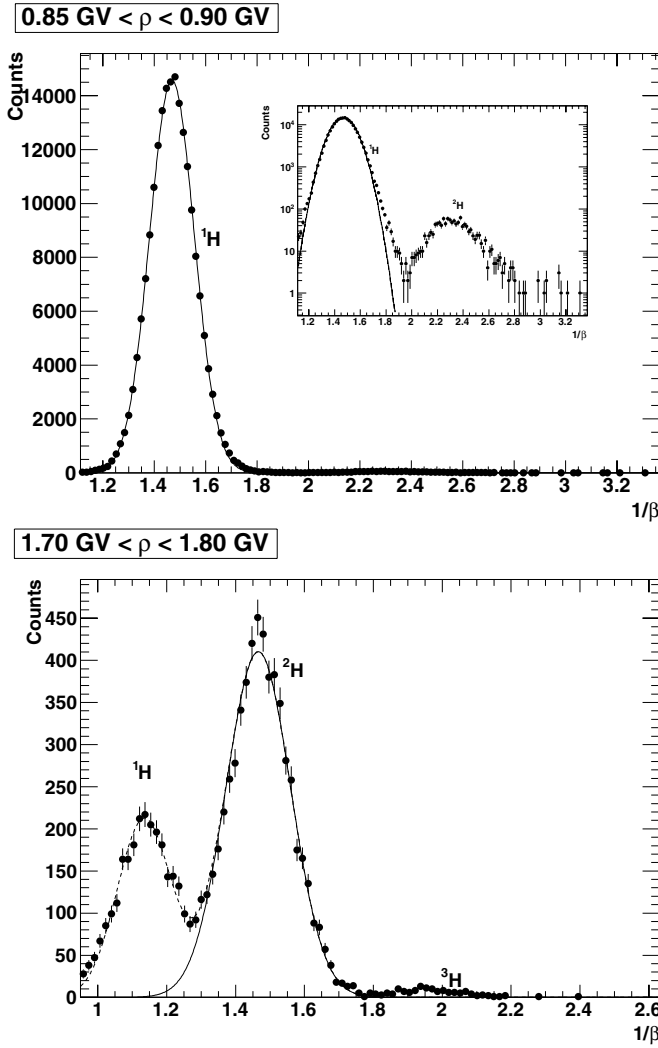 0.85 GV < ρ < 0.90 GV
Counts
14000
12000
10000
8000
6000
4000
2000
0
¹H
1.2 1.4 1.6 1.8 2 2.2 2.4 2.6 2.8 3 3.2
1/β
Counts
10⁴
10³
10²
10
1
¹H
²H
1.2 1.4 1.6 1.8 2 2.2 2.4 2.6 2.8 3 3.2
1/β
1.70 GV < ρ < 1.80 GV
Counts
450
400
350
300
250
200
150
100
50
0
¹H
²H
³H
1 1.2 1.4 1.6 1.8 2 2.2 2.4 2.6
1/β